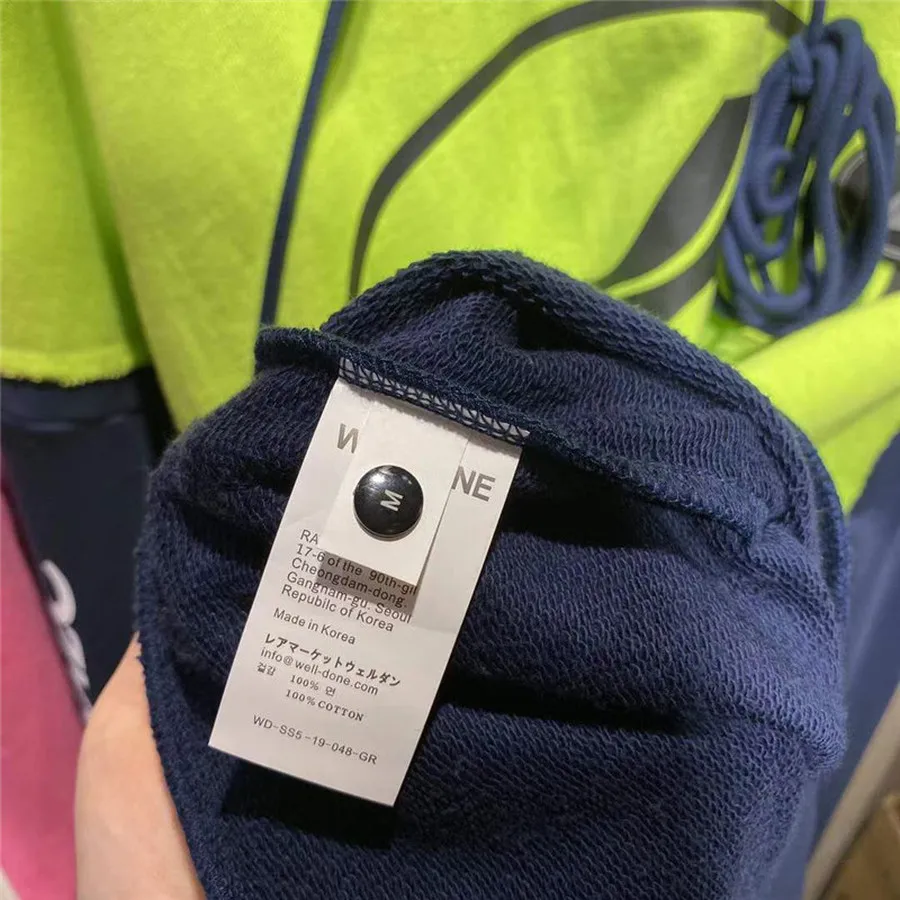 W NE
M
RA
17-6 of the 90th-gil
Cheongdam-dong.
Gangnam-gu. Seoul
Republic of Korea
Made in Korea
レアマーケットウェルダン
info@well-done.com
겉감 100% 면
100% COTTON
WD-SS5-19-048-GR